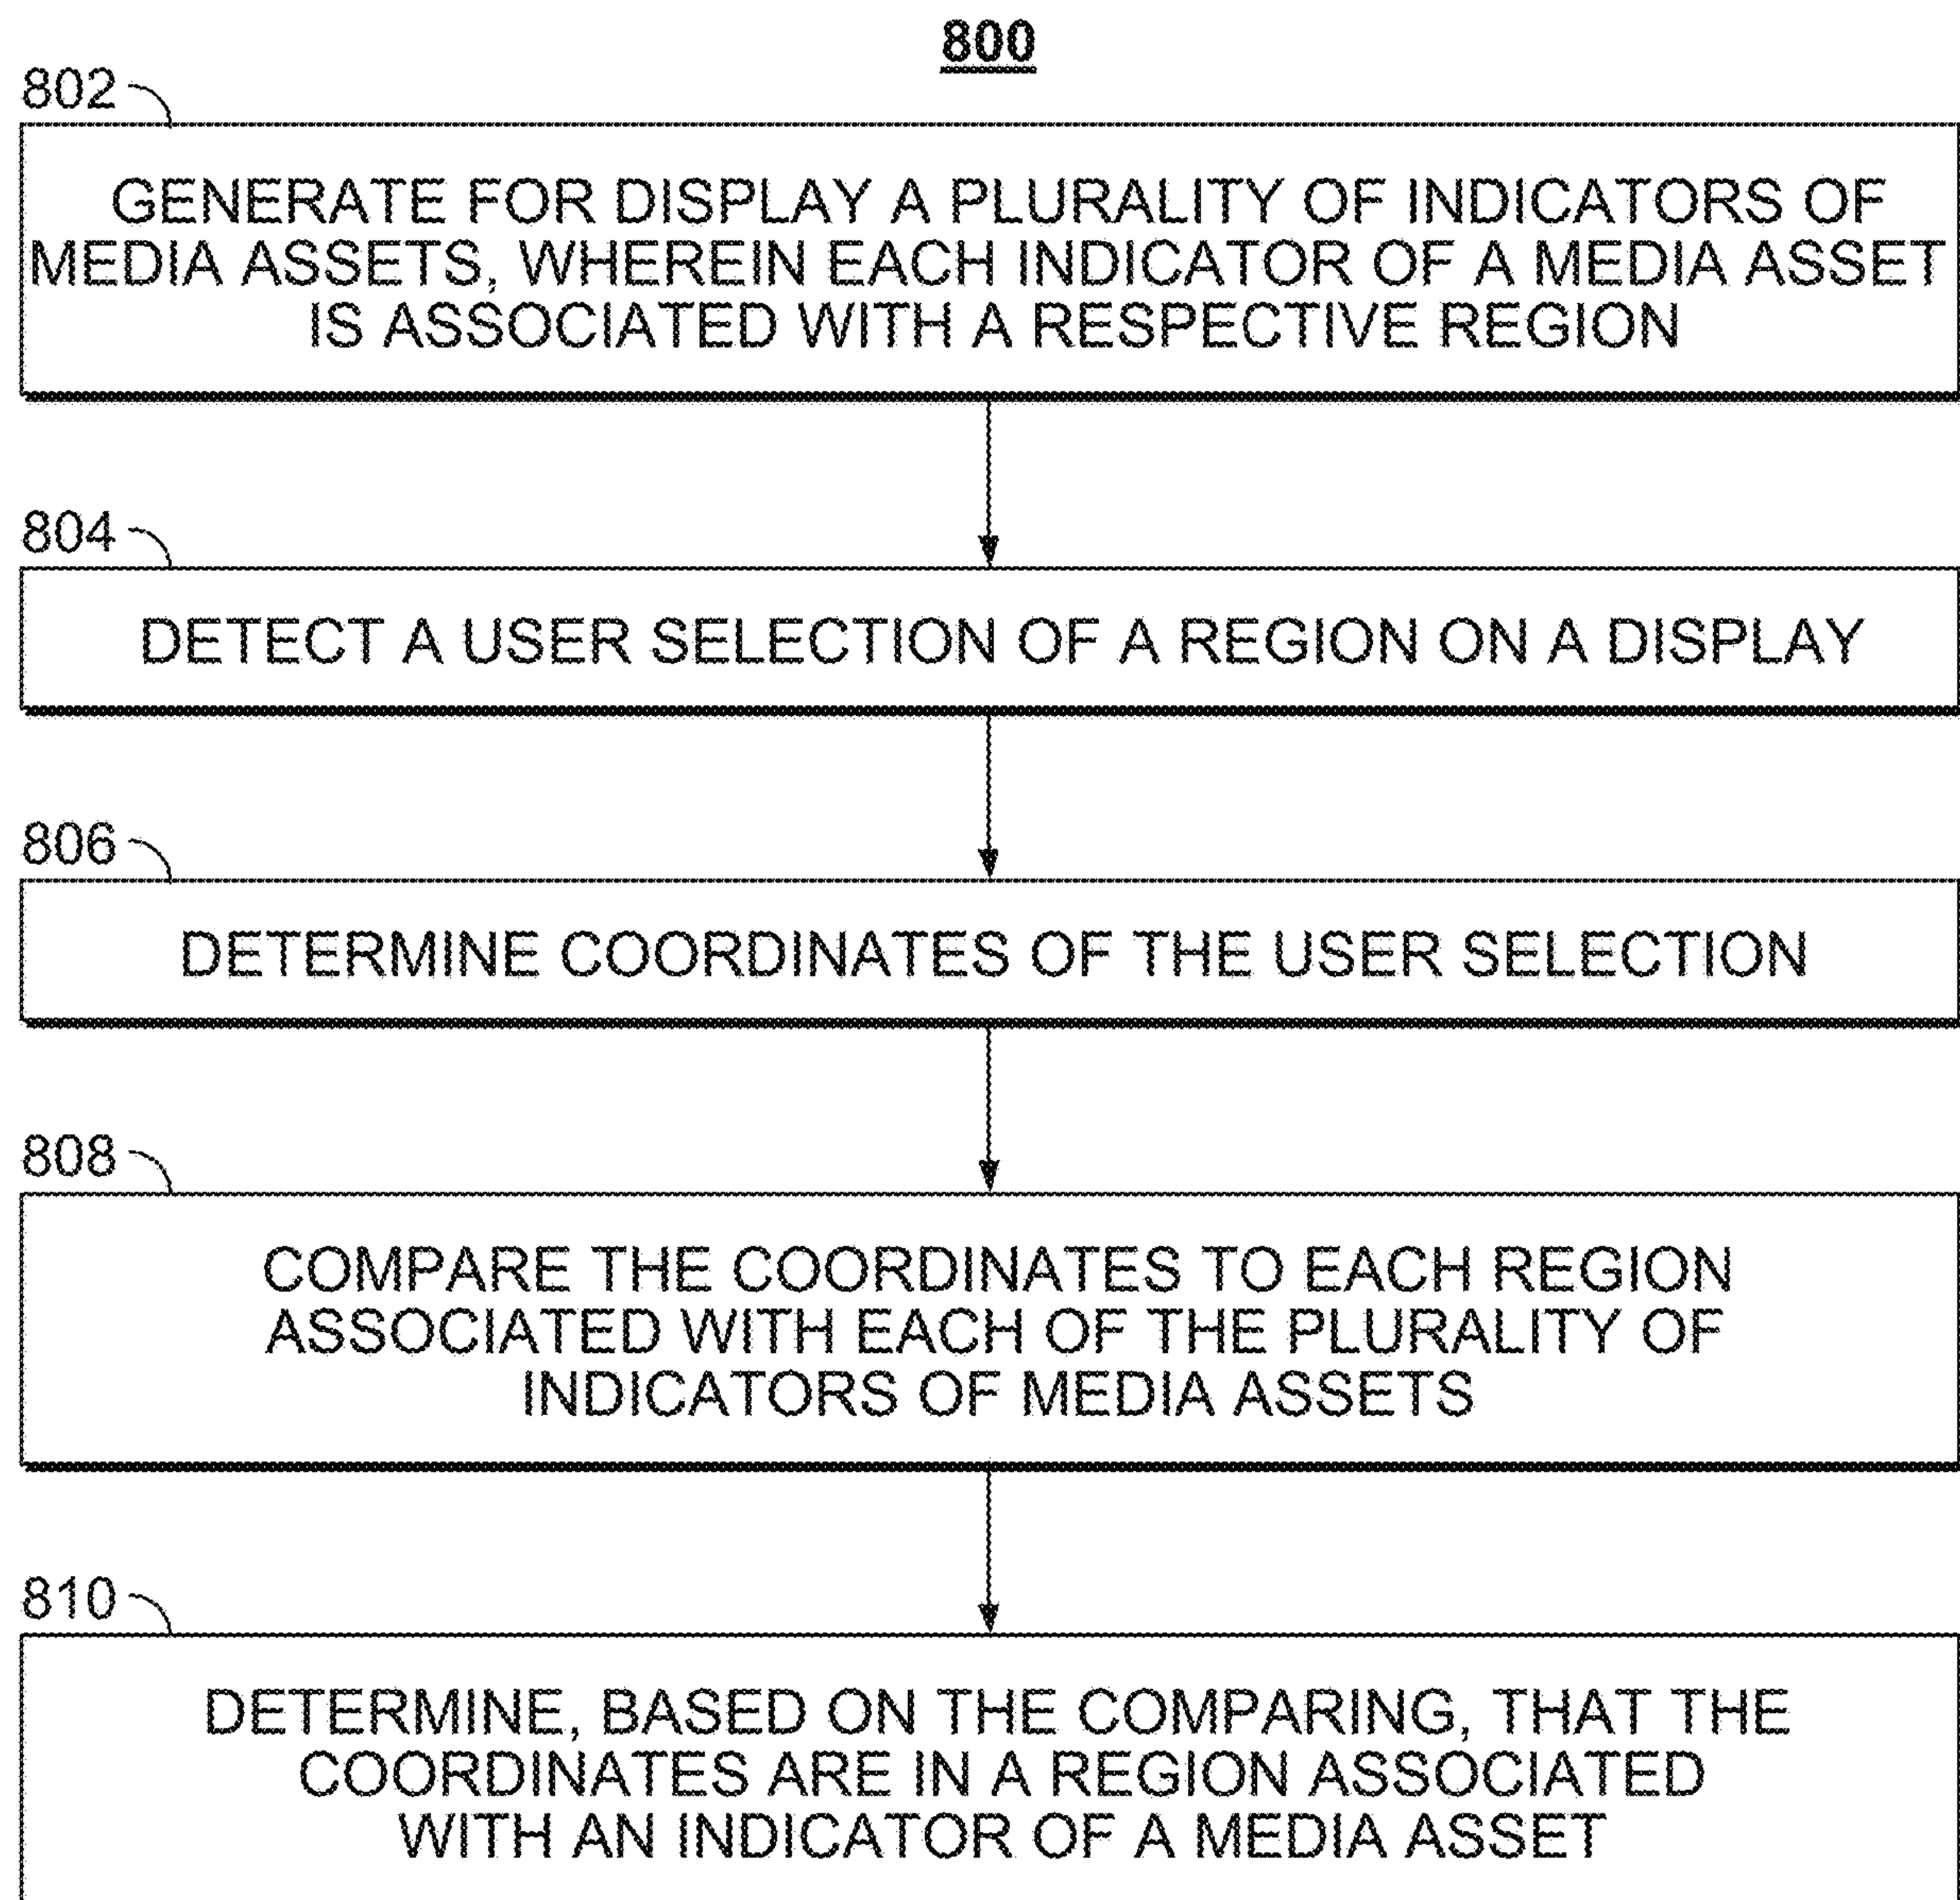 800
802
GENERATE FOR DISPLAY A PLURALITY OF INDICATORS OF
MEDIA ASSETS, WHEREIN EACH INDICATOR OF A MEDIA ASSET
IS ASSOCIATED WITH A RESPECTIVE REGION
804
DETECT A USER SELECTION OF A REGION ON A DISPLAY
806
DETERMINE COORDINATES OF THE USER SELECTION
808
COMPARE THE COORDINATES TO EACH REGION
ASSOCIATED WITH EACH OF THE PLURALITY OF
INDICATORS OF MEDIA ASSETS
810
DETERMINE, BASED ON THE COMPARING, THAT THE
COORDINATES ARE IN A REGION ASSOCIATED
WITH AN INDICATOR OF A MEDIA ASSET